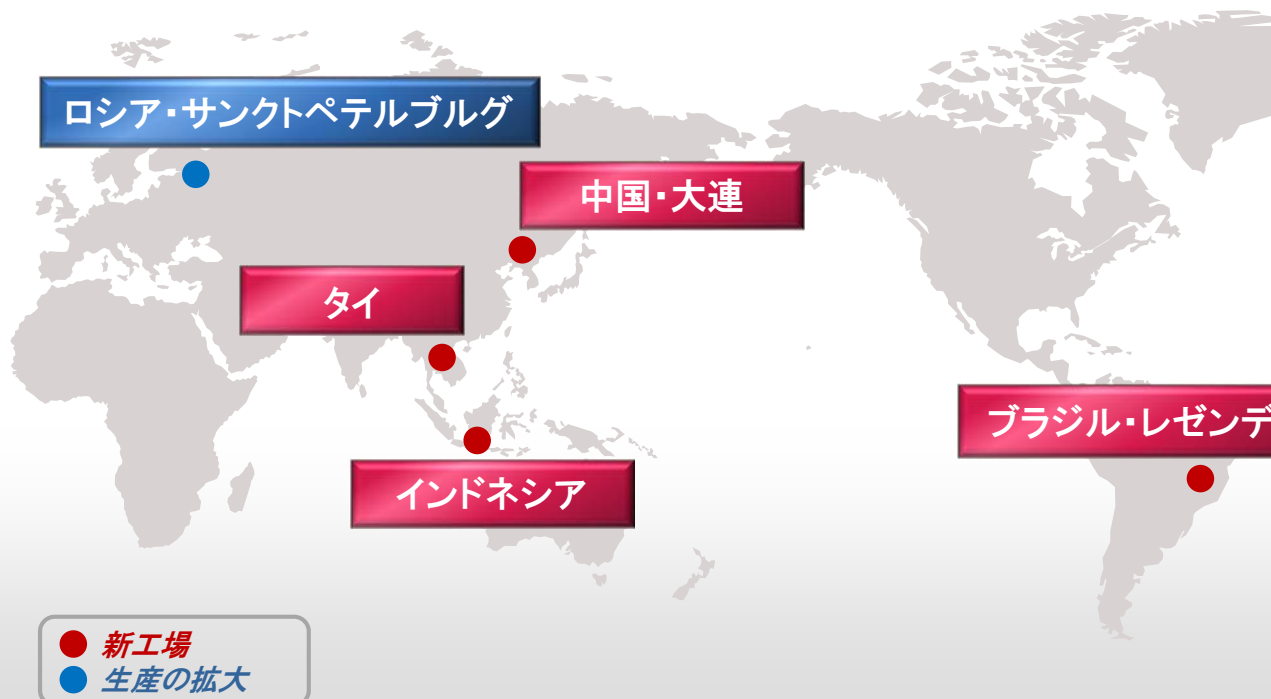 ロシア・サンクトペテルブルグ
中国・大連
タイ
ブラジル・レゼンデ
インドネシア
新工場
生産の拡大